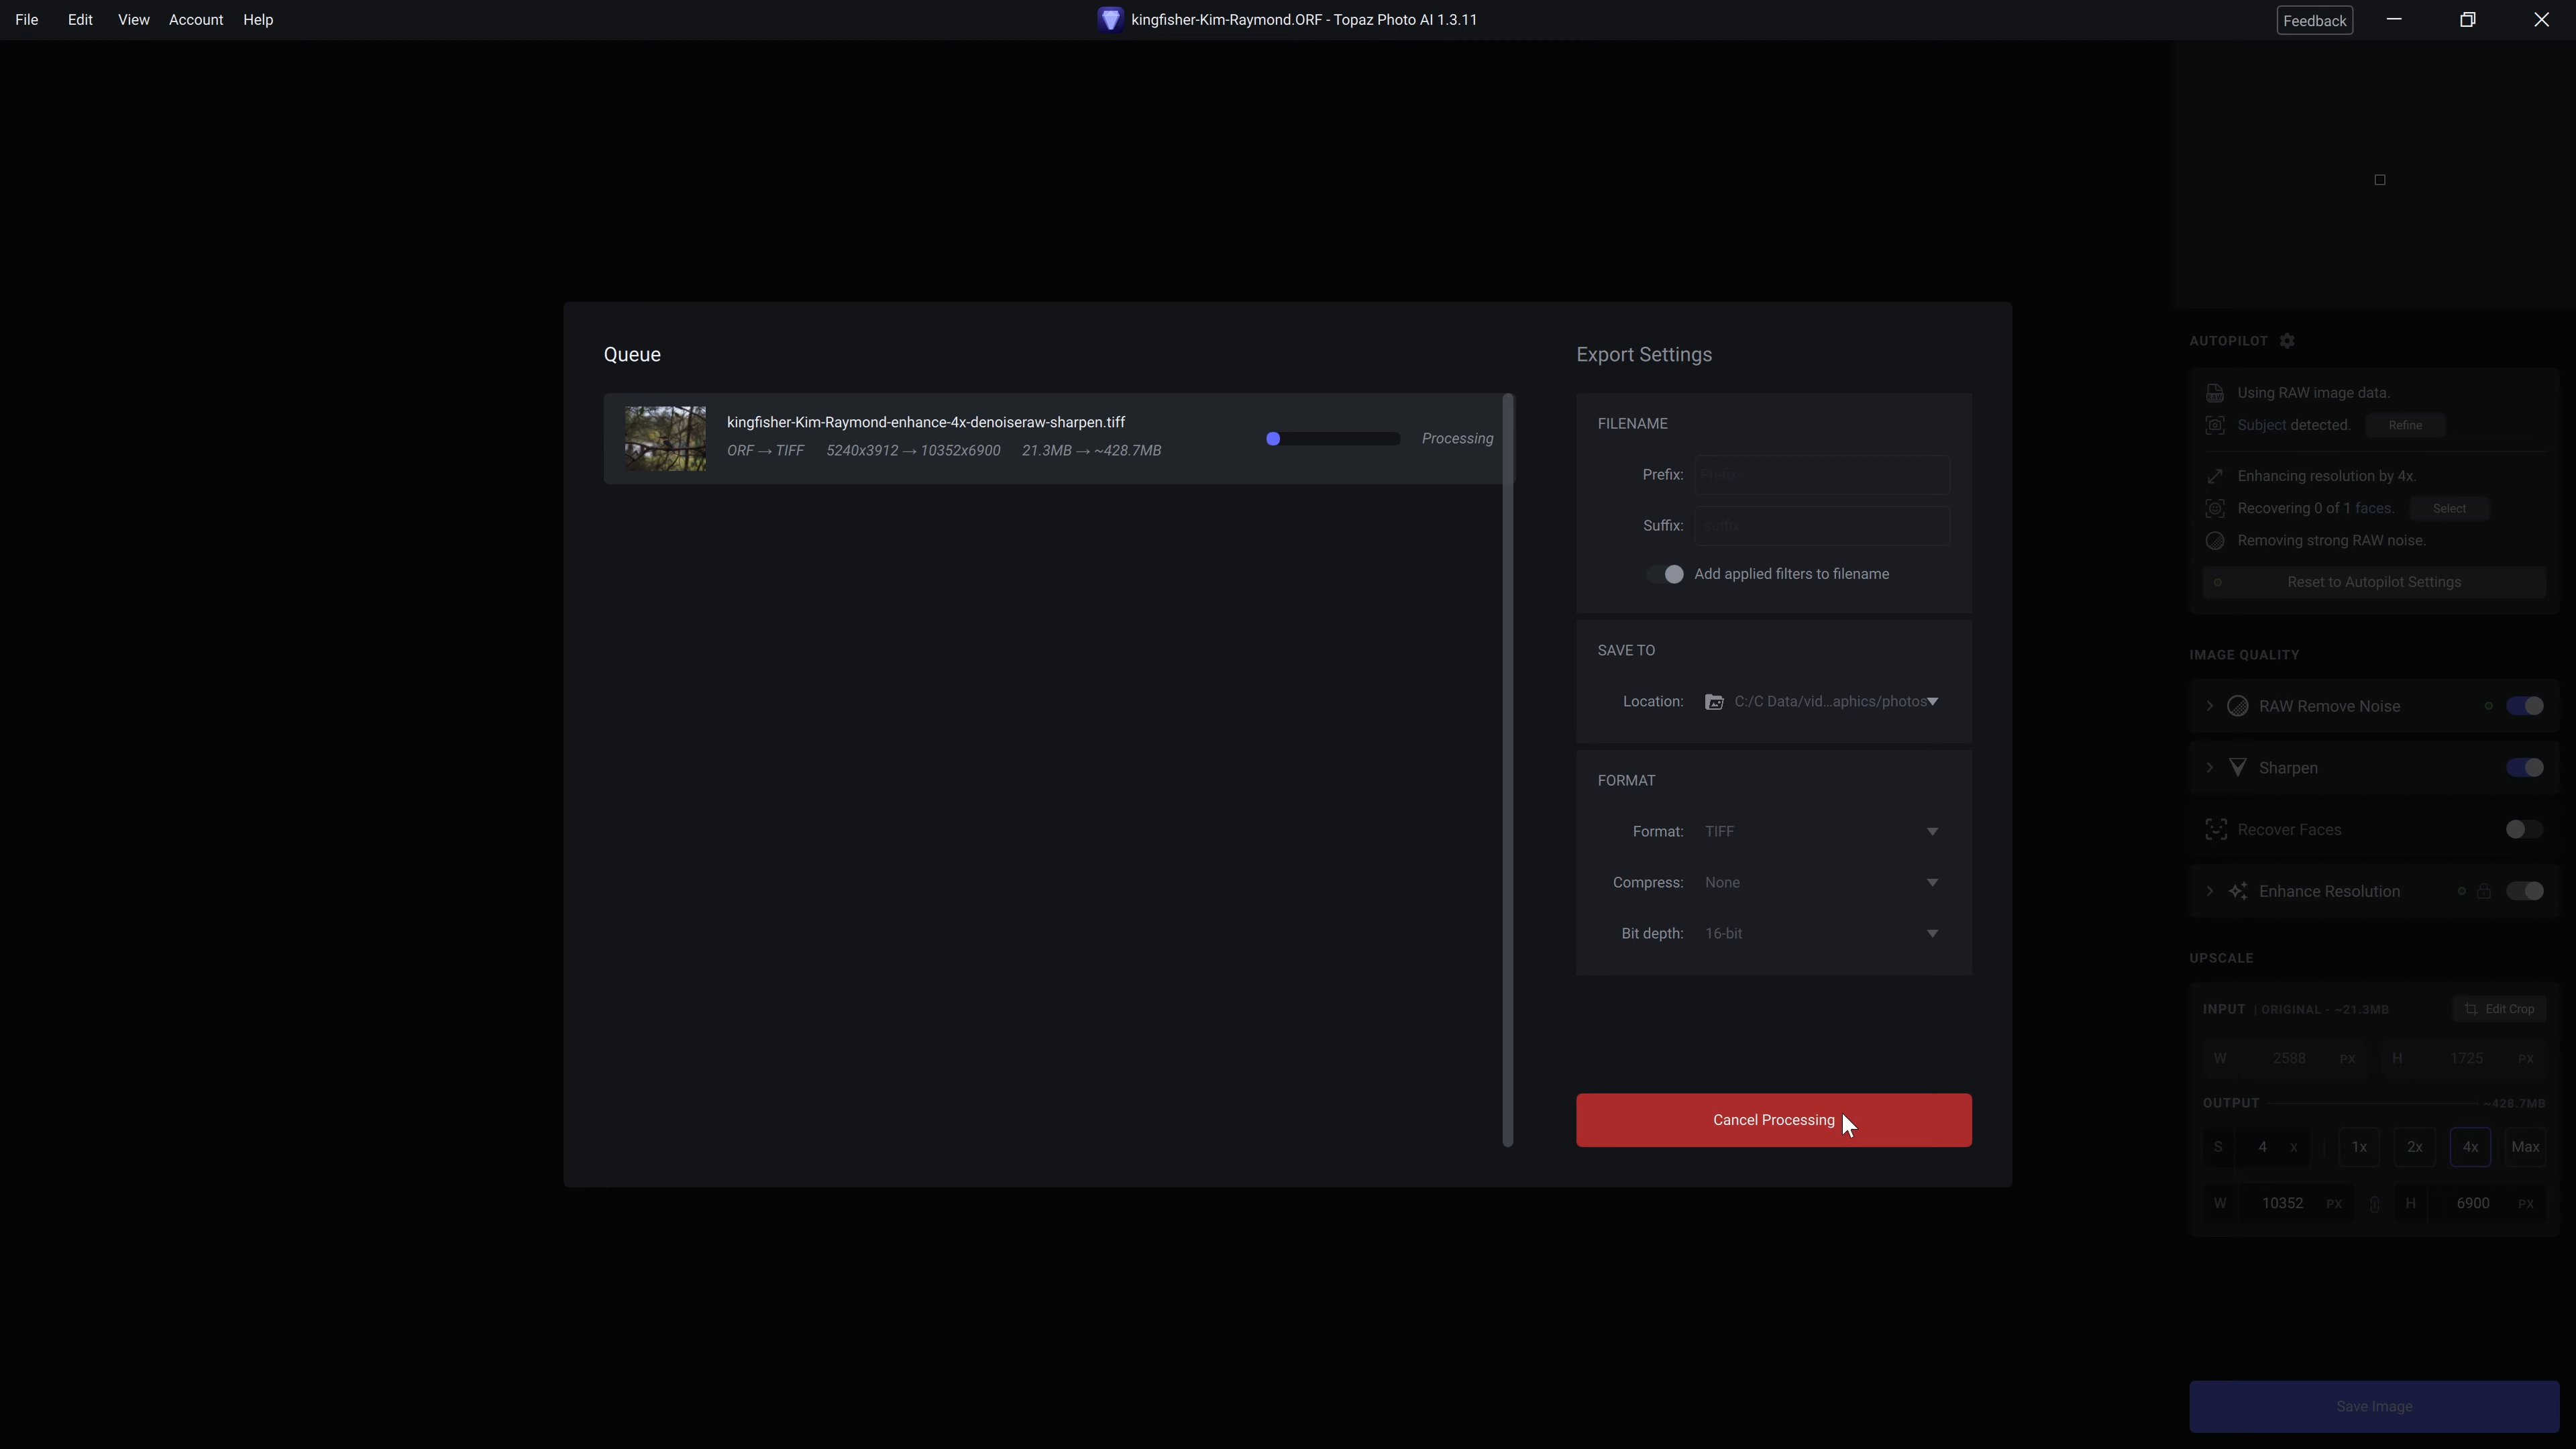 File Edit View Account Help
kingfisher-Kim-Raymond.ORF - Topaz Photo AI 1.3.11
Feedback
Queue
kingfisher-Kim-Raymond-enhance-4x-denoiseraw-sharpen.tiff
ORF → TIFF 5240x3912 → 10352x6900 21.3MB → ~428.7MB
Processing
Export Settings
FILENAME
Prefix: Prefix
Suffix: Suffix
Add applied filters to filename
SAVE TO
Location: C:/C Data/vid...aphics/photos
FORMAT
Format: TIFF
Compress: None
Bit depth: 16-bit
Cancel Processing
AUTOPILOT
Using RAW image data.
Subject detected. Refine
Enhancing resolution by 4x.
Recovering 0 of 1 faces. Select
Removing strong RAW noise.
Reset to Autopilot Settings
IMAGE QUALITY
RAW Remove Noise
Sharpen
Recover Faces
Enhance Resolution
UPSCALE
INPUT | ORIGINAL - ~21.3MB Edit Crop
W 2588 PX H 1725 PX
OUTPUT ~428.7MB
S 4 x 1x 2x 4x Max
W 10352 PX H 6900 PX
Save Image